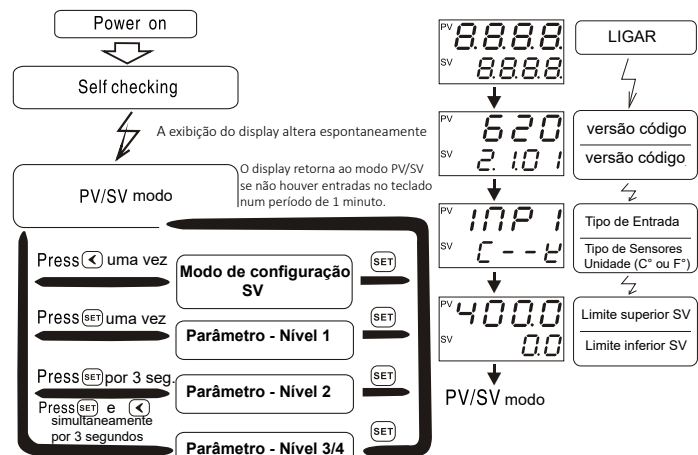 Power on
Self checking
A exibição do display altera espontaneamente
O display retorna ao modo PV/SV
se não houver entradas no teclado
num período de 1 minuto.
PV/SV modo
Press uma vez
Modo de configuração
SV
SET
Press SET uma vez
Parâmetro - Nível 1
SET
Press SET por 3 seg.
Parâmetro - Nível 2
SET
Press SET e
simultaneamente
por 3 segundos
Parâmetro - Nível 3/4
SET
PV 8.8.8.8.
SV 8.8.8.8.
LIGAR
PV 620
SV 2.1.01
versão código
versão código
PV INP1
SV C--K
Tipo de Entrada
Tipo de Sensores
Unidade (C° ou F°)
PV 400.0
SV 0.0
Limite superior SV
Limite inferior SV
PV/SV modo